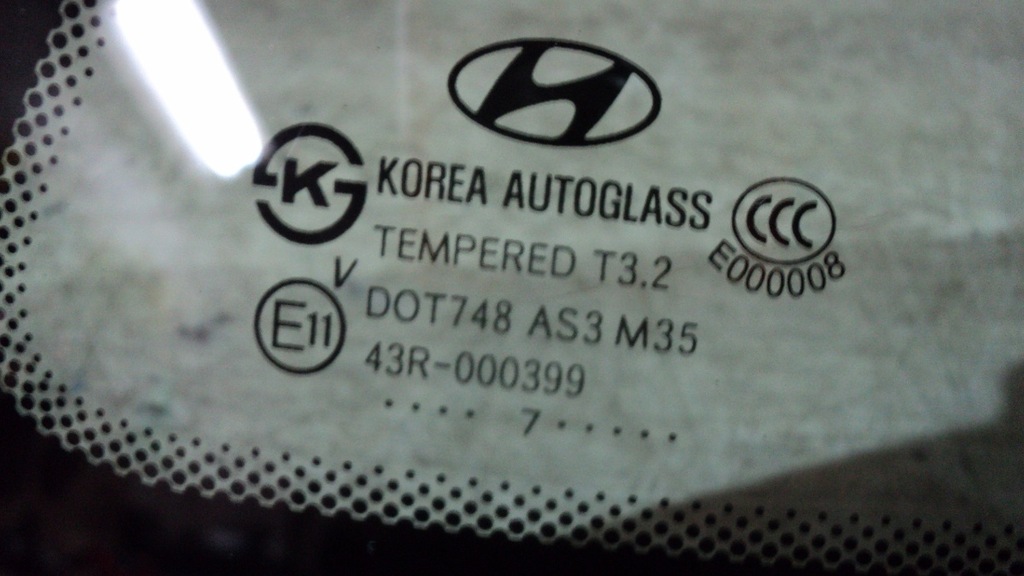 K
KOREA AUTOGLASS
CCC
E000008
TEMPERED T3.2
V
E11
DOT748 AS3 M35
43R-000399
.... 7.....